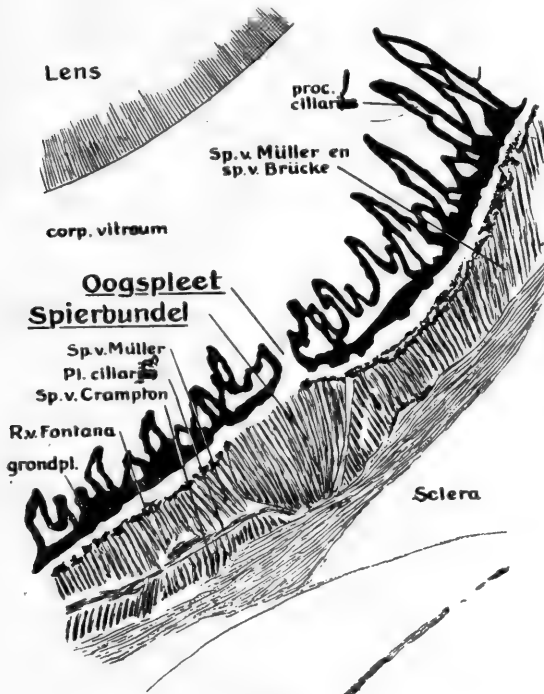 Lens
proc.
ciliar
Sp. v. Müller en
sp. v. Brücke
corp. vitreum
Oogspleet
Spierbundel
Sp. v. Müller
Pl. ciliaris
Sp. v. Crampton
R.v. Fontana
grondpl.
Sclera